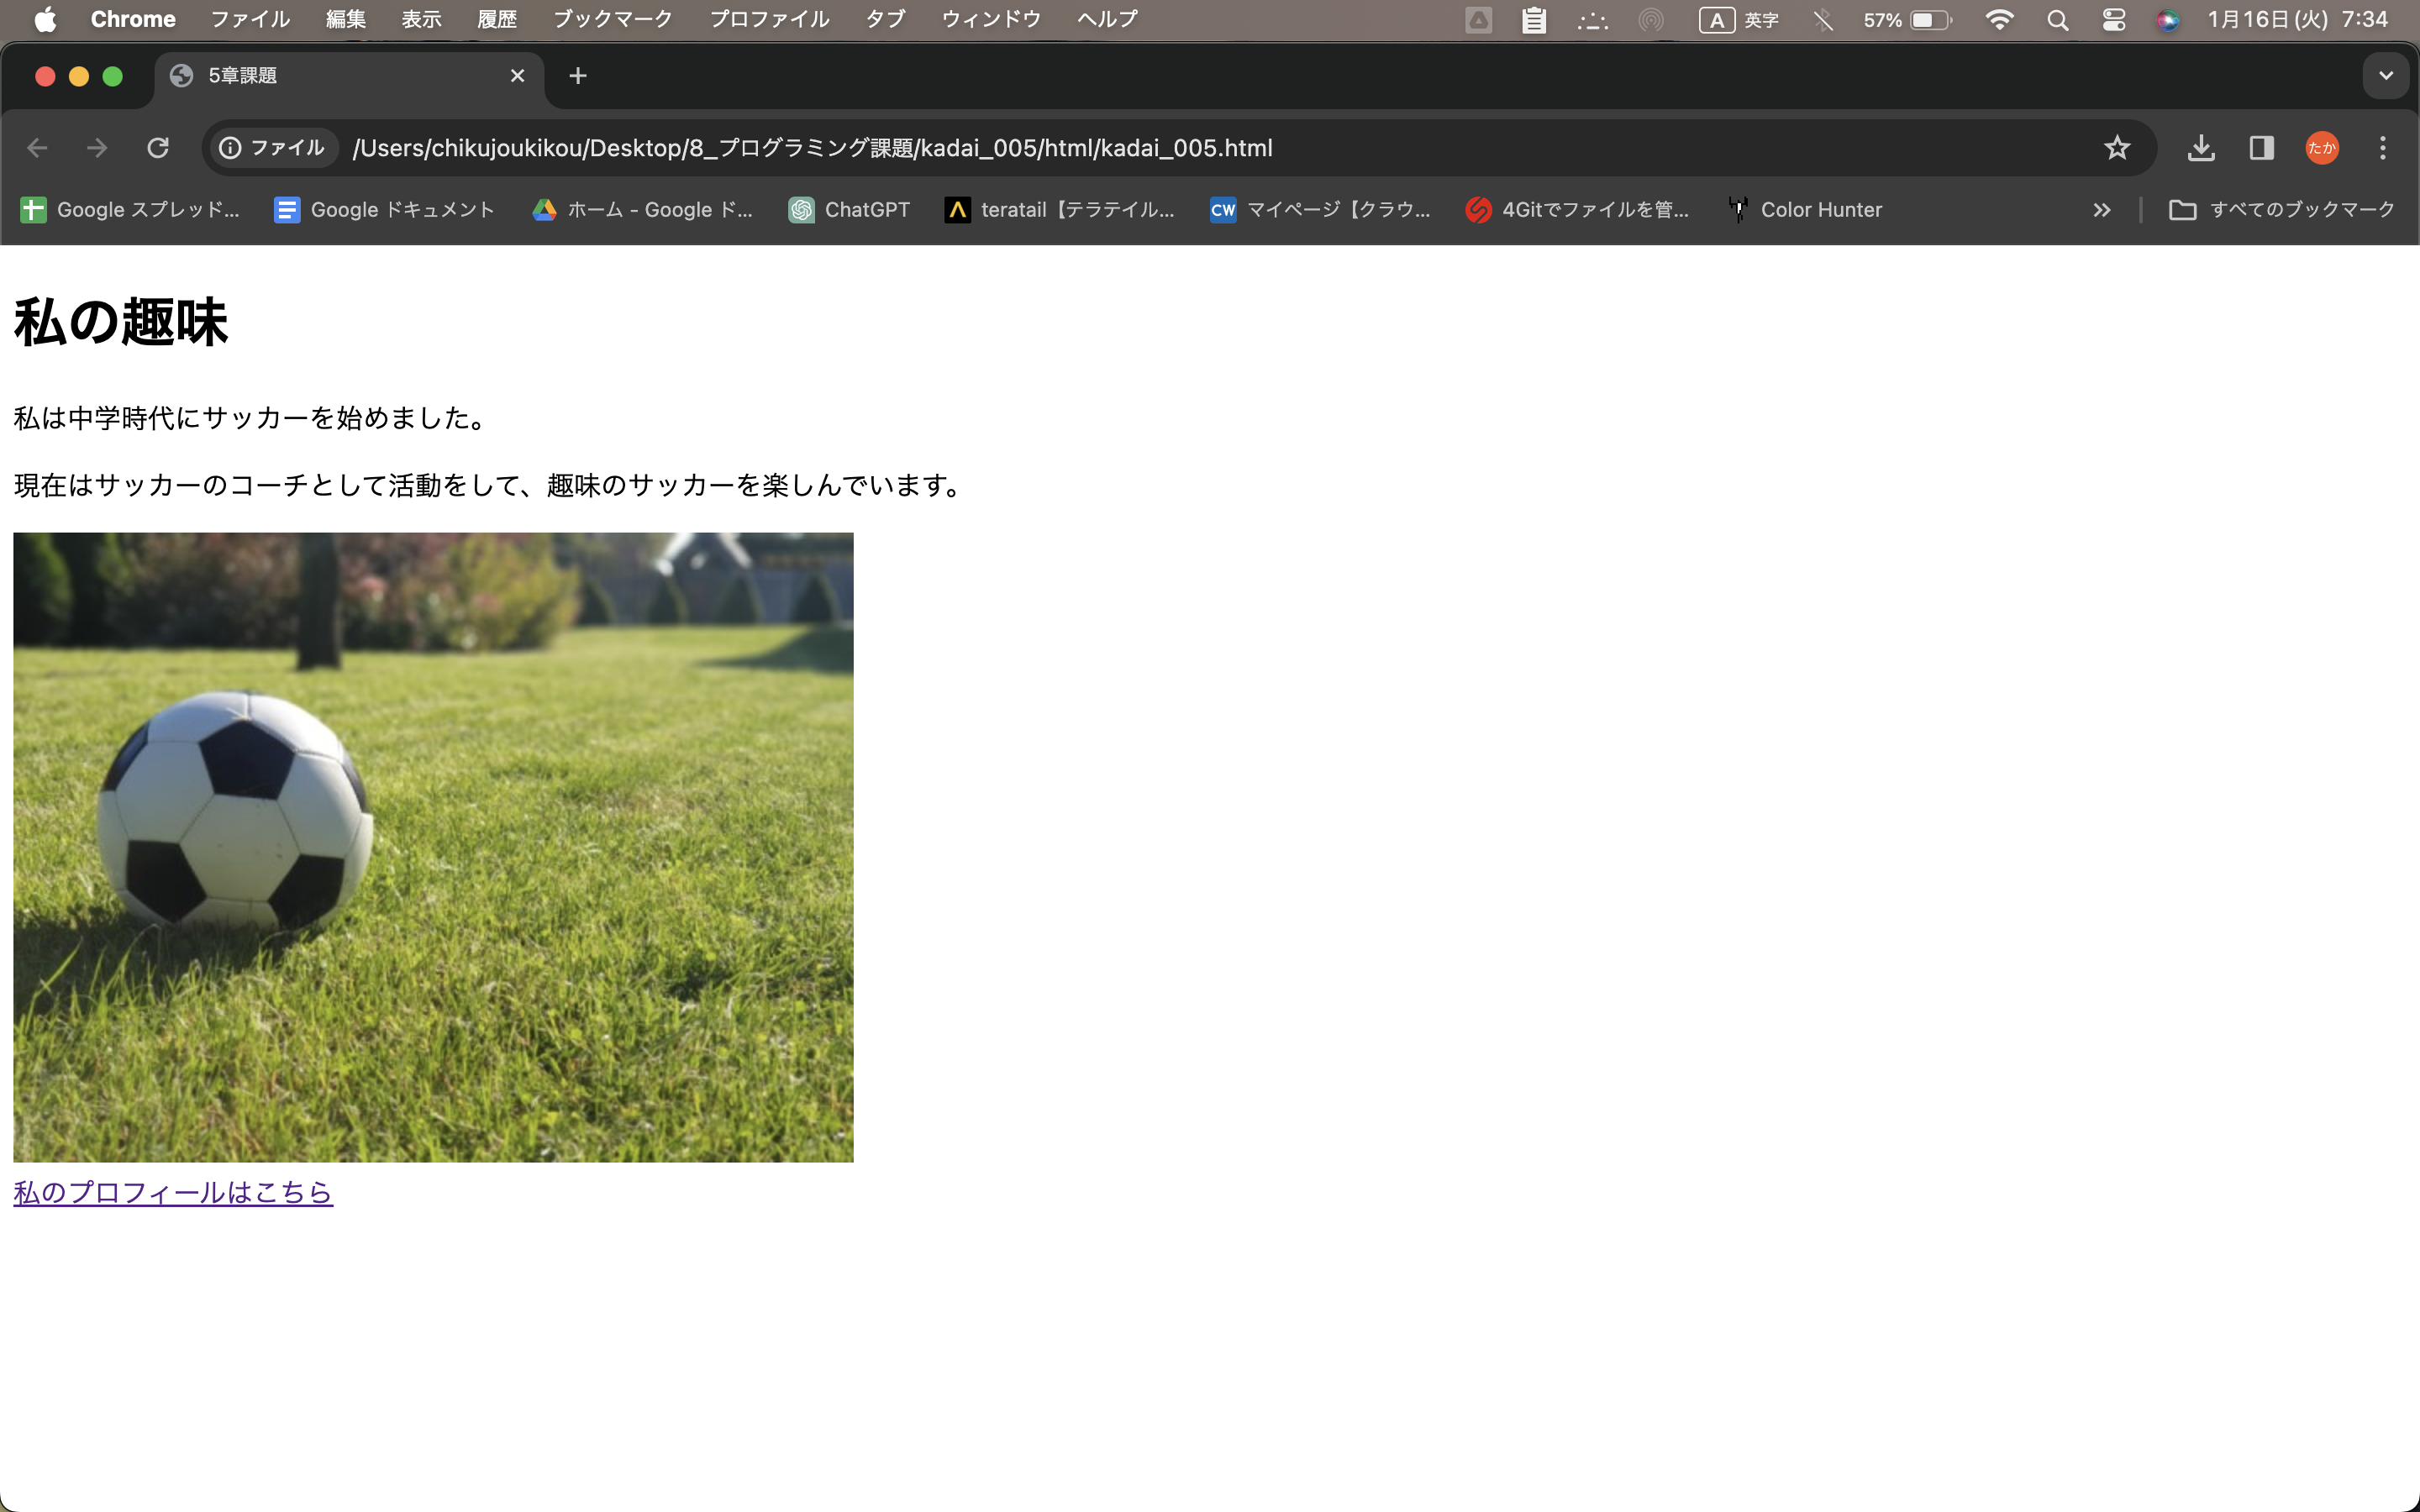 Chrome ファイル 編集 表示 履歴 ブックマーク プロファイル タブ ウィンドウ ヘルプ A 英字 57% 1月16日(火) 7:34
5章課題
ファイル /Users/chikujoukikou/Desktop/8_プログラミング課題/kadai_005/html/kadai_005.html たか
Google スプレッド... Google ドキュメント ホーム - Google ド... ChatGPT teratail【テラテイル... CW マイページ【クラウ... 4Gitでファイルを管... Color Hunter » すべてのブックマーク
私の趣味
私は中学時代にサッカーを始めました。
現在はサッカーのコーチとして活動をして、趣味のサッカーを楽しんでいます。
私のプロフィールはこちら